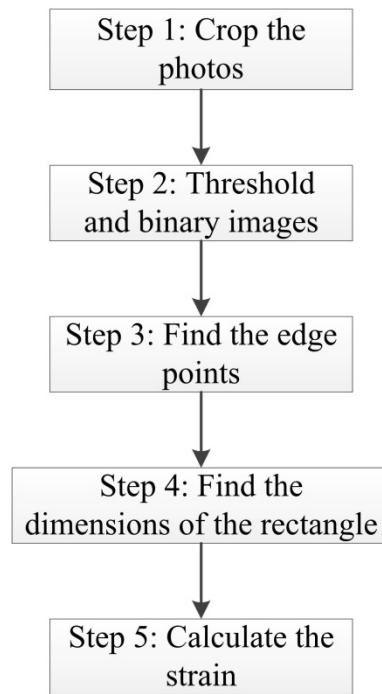 Step 1: Crop the
photos
Step 2: Threshold
and binary images
Step 3: Find the edge
points
Step 4: Find the
dimensions of the rectangle
Step 5: Calculate the
strain